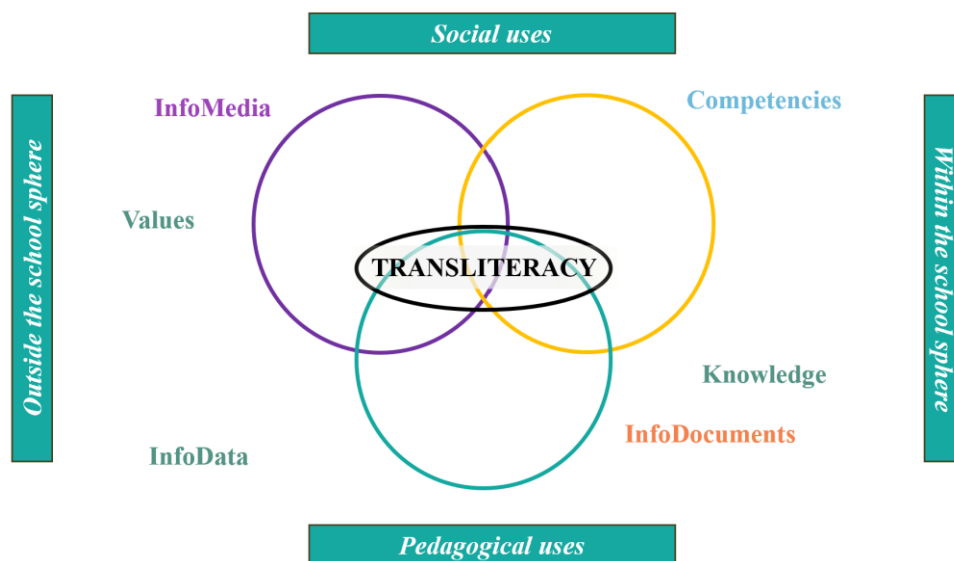 Social uses
InfoMedia
Competencies
Outside the school sphere
Within the school sphere
Values
TRANSLITERACY
Knowledge
InfoDocuments
InfoData
Pedagogical uses